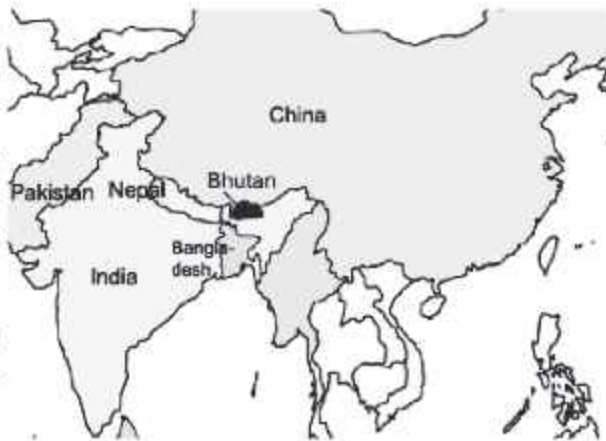 China
Pakistan
Nepal
Bhutan
Bangla-
desh
India